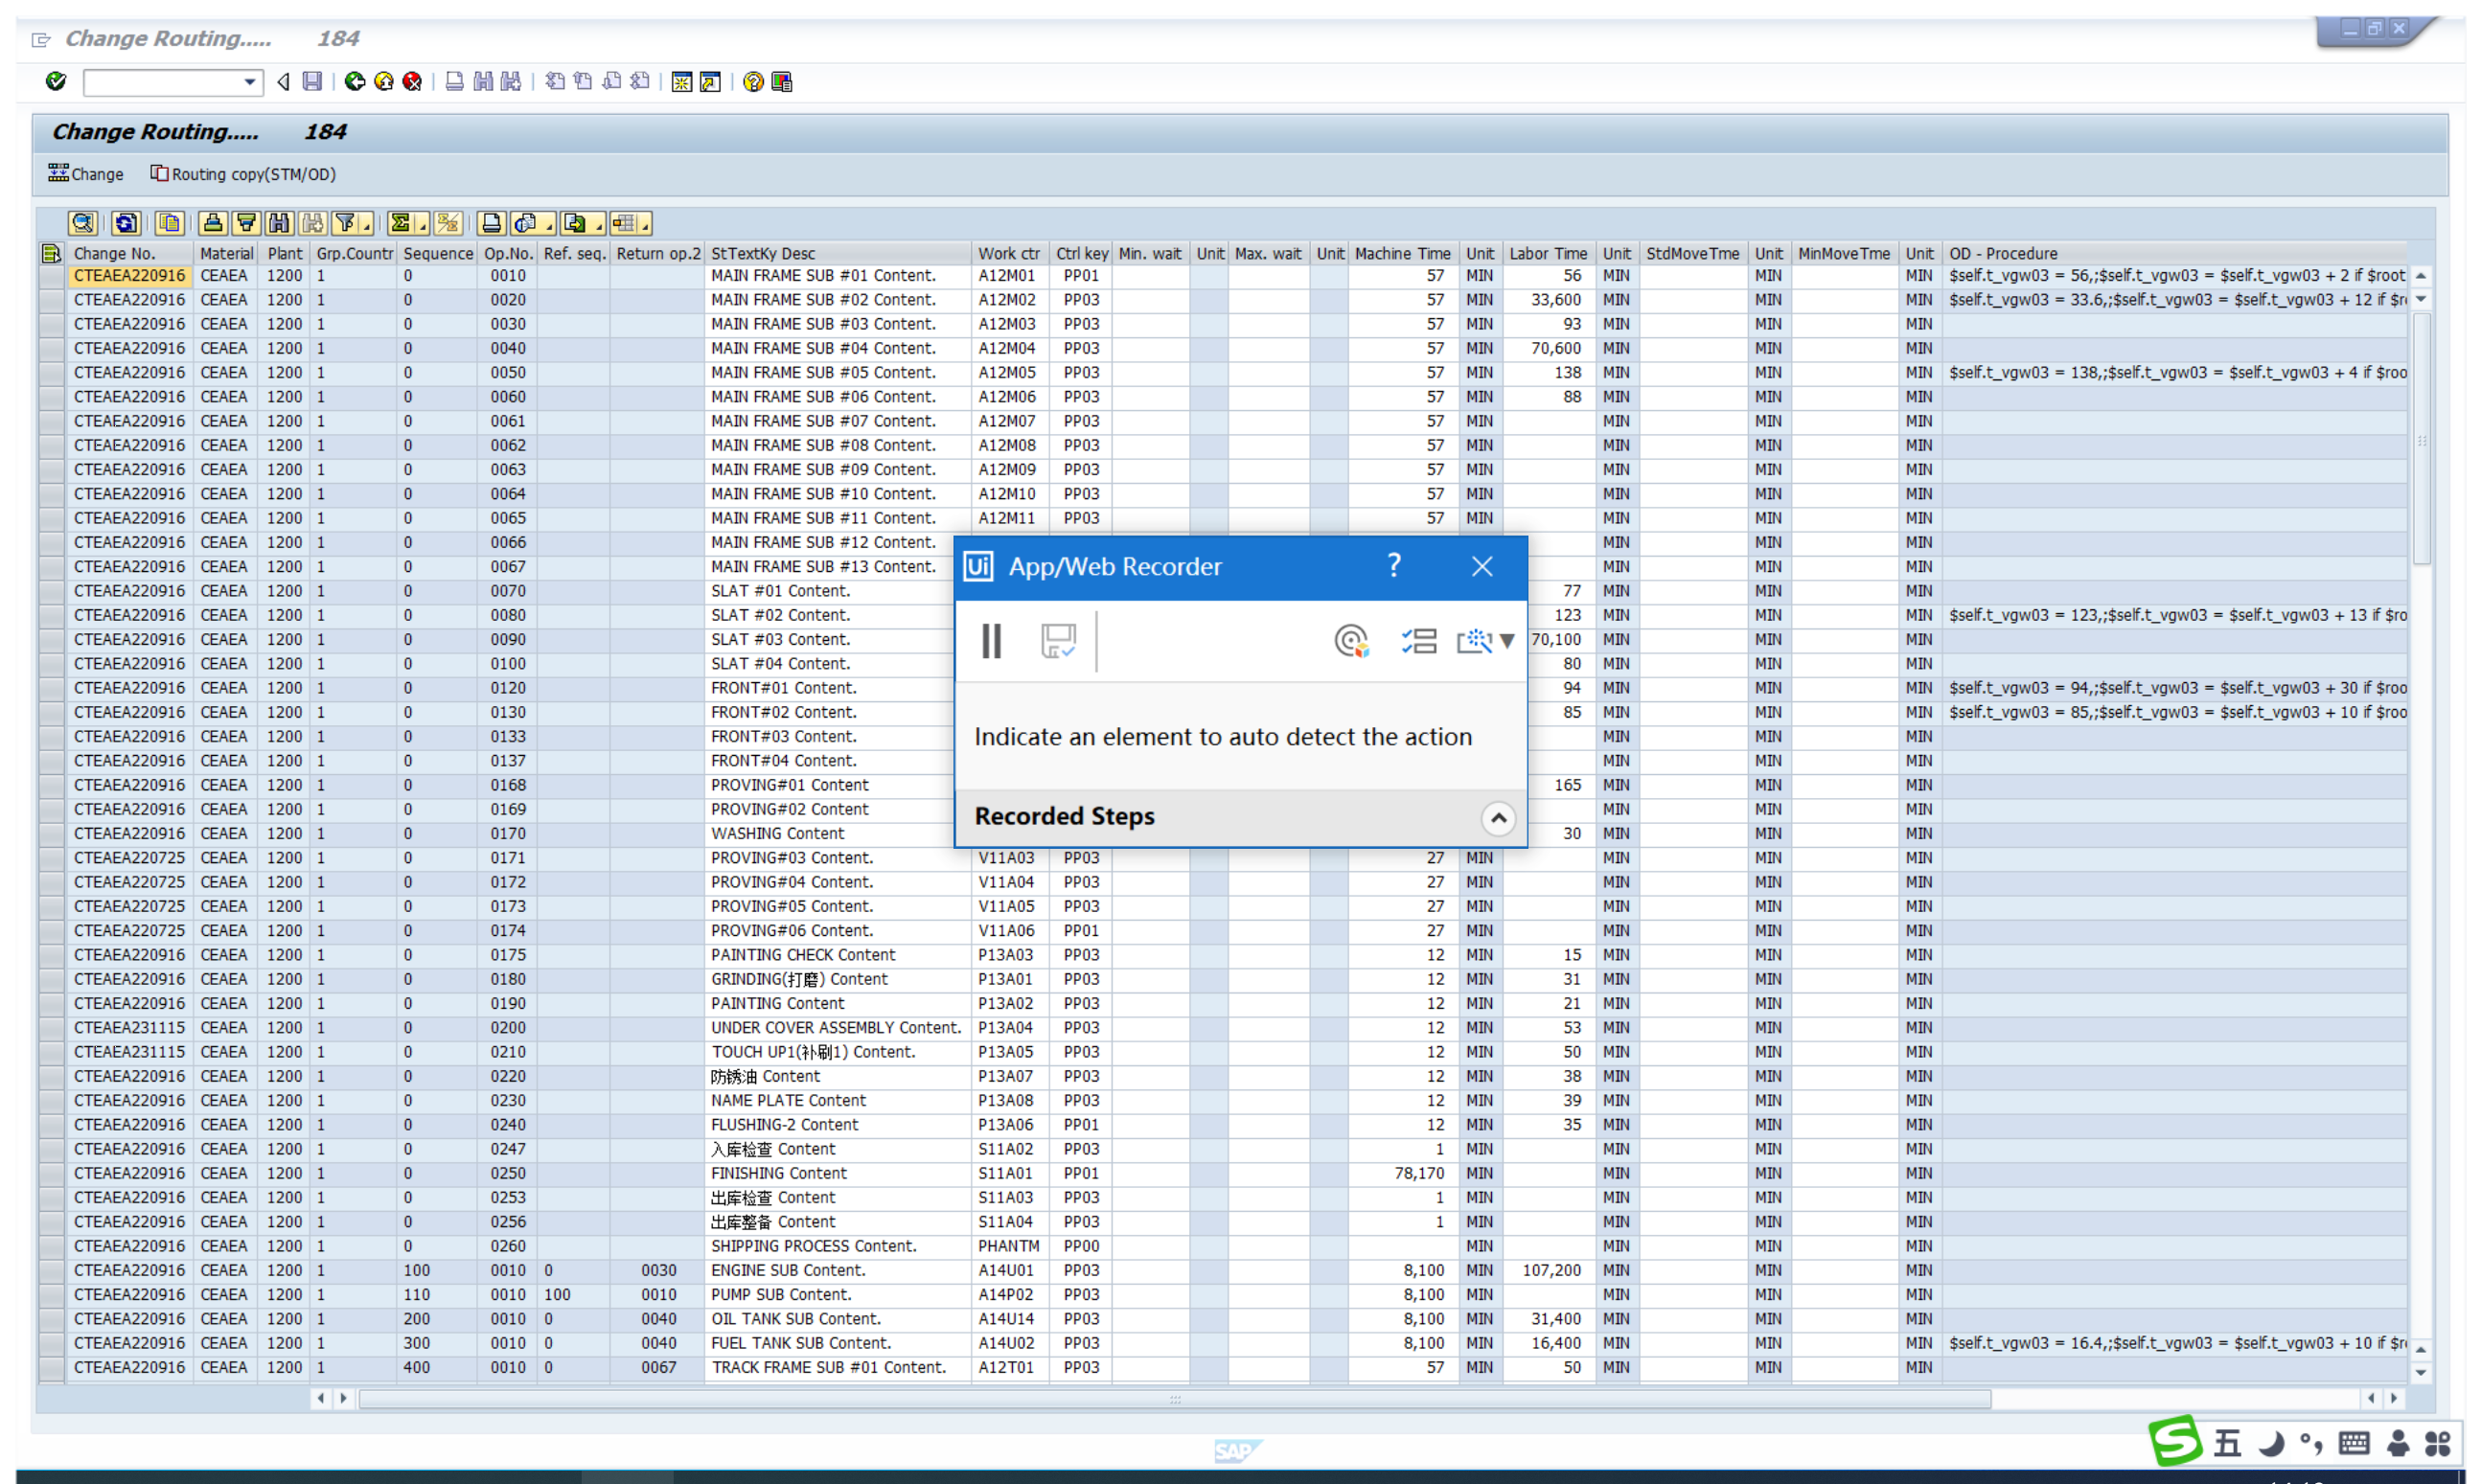 Change Routing..... 184
Change Routing..... 184
Change Routing copy(STM/OD)
Change No. Material Plant Grp.Countr Sequence Op.No. Ref. seq. Return op.2 StTextKy Desc Work ctr Ctrl key Min. wait Unit Max. wait Unit Machine Time Unit Labor Time Unit StdMoveTme Unit MinMoveTme Unit OD - Procedure
CTEAEA220916 CEAEA 1200 1 0 0010 MAIN FRAME SUB #01 Content. A12M01 PP01 57 MIN 56 MIN MIN MIN $self.t_vgw03 = 56,;$self.t_vgw03 = $self.t_vgw03 + 2 if $root
CTEAEA220916 CEAEA 1200 1 0 0020 MAIN FRAME SUB #02 Content. A12M02 PP03 57 MIN 33,600 MIN MIN MIN $self.t_vgw03 = 33.6,;$self.t_vgw03 = $self.t_vgw03 + 12 if $r
CTEAEA220916 CEAEA 1200 1 0 0030 MAIN FRAME SUB #03 Content. A12M03 PP03 57 MIN 93 MIN MIN MIN
CTEAEA220916 CEAEA 1200 1 0 0040 MAIN FRAME SUB #04 Content. A12M04 PP03 57 MIN 70,600 MIN MIN MIN
CTEAEA220916 CEAEA 1200 1 0 0050 MAIN FRAME SUB #05 Content. A12M05 PP03 57 MIN 138 MIN MIN MIN $self.t_vgw03 = 138,;$self.t_vgw03 = $self.t_vgw03 + 4 if $roo
CTEAEA220916 CEAEA 1200 1 0 0060 MAIN FRAME SUB #06 Content. A12M06 PP03 57 MIN 88 MIN MIN MIN
CTEAEA220916 CEAEA 1200 1 0 0061 MAIN FRAME SUB #07 Content. A12M07 PP03 57 MIN MIN MIN MIN
CTEAEA220916 CEAEA 1200 1 0 0062 MAIN FRAME SUB #08 Content. A12M08 PP03 57 MIN MIN MIN MIN
CTEAEA220916 CEAEA 1200 1 0 0063 MAIN FRAME SUB #09 Content. A12M09 PP03 57 MIN MIN MIN MIN
CTEAEA220916 CEAEA 1200 1 0 0064 MAIN FRAME SUB #10 Content. A12M10 PP03 57 MIN MIN MIN MIN
CTEAEA220916 CEAEA 1200 1 0 0065 MAIN FRAME SUB #11 Content. A12M11 PP03 57 MIN MIN MIN MIN
CTEAEA220916 CEAEA 1200 1 0 0066 MAIN FRAME SUB #12 Content. MIN MIN MIN
CTEAEA220916 CEAEA 1200 1 0 0067 MAIN FRAME SUB #13 Content. MIN MIN MIN
CTEAEA220916 CEAEA 1200 1 0 0070 SLAT #01 Content. 77 MIN MIN MIN
CTEAEA220916 CEAEA 1200 1 0 0080 SLAT #02 Content. 123 MIN MIN MIN $self.t_vgw03 = 123,;$self.t_vgw03 = $self.t_vgw03 + 13 if $ro
CTEAEA220916 CEAEA 1200 1 0 0090 SLAT #03 Content. 70,100 MIN MIN MIN
CTEAEA220916 CEAEA 1200 1 0 0100 SLAT #04 Content. 80 MIN MIN MIN
CTEAEA220916 CEAEA 1200 1 0 0120 FRONT#01 Content. 94 MIN MIN MIN $self.t_vgw03 = 94,;$self.t_vgw03 = $self.t_vgw03 + 30 if $roo
CTEAEA220916 CEAEA 1200 1 0 0130 FRONT#02 Content. 85 MIN MIN MIN $self.t_vgw03 = 85,;$self.t_vgw03 = $self.t_vgw03 + 10 if $roo
CTEAEA220916 CEAEA 1200 1 0 0133 FRONT#03 Content. MIN MIN MIN
CTEAEA220916 CEAEA 1200 1 0 0137 FRONT#04 Content. MIN MIN MIN
CTEAEA220916 CEAEA 1200 1 0 0168 PROVING#01 Content 165 MIN MIN MIN
CTEAEA220916 CEAEA 1200 1 0 0169 PROVING#02 Content MIN MIN MIN
CTEAEA220916 CEAEA 1200 1 0 0170 WASHING Content 30 MIN MIN MIN
CTEAEA220725 CEAEA 1200 1 0 0171 PROVING#03 Content. V11A03 PP03 27 MIN MIN MIN MIN
CTEAEA220725 CEAEA 1200 1 0 0172 PROVING#04 Content. V11A04 PP03 27 MIN MIN MIN MIN
CTEAEA220725 CEAEA 1200 1 0 0173 PROVING#05 Content. V11A05 PP03 27 MIN MIN MIN MIN
CTEAEA220725 CEAEA 1200 1 0 0174 PROVING#06 Content. V11A06 PP01 27 MIN MIN MIN MIN
CTEAEA220916 CEAEA 1200 1 0 0175 PAINTING CHECK Content P13A03 PP03 12 MIN 15 MIN MIN MIN
CTEAEA220916 CEAEA 1200 1 0 0180 GRINDING(打磨) Content P13A01 PP03 12 MIN 31 MIN MIN MIN
CTEAEA220916 CEAEA 1200 1 0 0190 PAINTING Content P13A02 PP03 12 MIN 21 MIN MIN MIN
CTEAEA231115 CEAEA 1200 1 0 0200 UNDER COVER ASSEMBLY Content. P13A04 PP03 12 MIN 53 MIN MIN MIN
CTEAEA231115 CEAEA 1200 1 0 0210 TOUCH UP1(补刷1) Content. P13A05 PP03 12 MIN 50 MIN MIN MIN
CTEAEA220916 CEAEA 1200 1 0 0220 防锈油 Content P13A07 PP03 12 MIN 38 MIN MIN MIN
CTEAEA220916 CEAEA 1200 1 0 0230 NAME PLATE Content P13A08 PP03 12 MIN 39 MIN MIN MIN
CTEAEA220916 CEAEA 1200 1 0 0240 FLUSHING-2 Content P13A06 PP01 12 MIN 35 MIN MIN MIN
CTEAEA220916 CEAEA 1200 1 0 0247 入库检查 Content S11A02 PP03 1 MIN MIN MIN MIN
CTEAEA220916 CEAEA 1200 1 0 0250 FINISHING Content S11A01 PP01 78,170 MIN MIN MIN MIN
CTEAEA220916 CEAEA 1200 1 0 0253 出库检查 Content S11A03 PP03 1 MIN MIN MIN MIN
CTEAEA220916 CEAEA 1200 1 0 0256 出库整备 Content S11A04 PP03 1 MIN MIN MIN MIN
CTEAEA220916 CEAEA 1200 1 0 0260 SHIPPING PROCESS Content. PHANTM PP00 MIN MIN MIN MIN
CTEAEA220916 CEAEA 1200 1 100 0010 0 0030 ENGINE SUB Content. A14U01 PP03 8,100 MIN 107,200 MIN MIN MIN
CTEAEA220916 CEAEA 1200 1 110 0010 100 0010 PUMP SUB Content. A14P02 PP03 8,100 MIN MIN MIN MIN
CTEAEA220916 CEAEA 1200 1 200 0010 0 0040 OIL TANK SUB Content. A14U14 PP03 8,100 MIN 31,400 MIN MIN MIN
CTEAEA220916 CEAEA 1200 1 300 0010 0 0040 FUEL TANK SUB Content. A14U02 PP03 8,100 MIN 16,400 MIN MIN MIN $self.t_vgw03 = 16.4,;$self.t_vgw03 = $self.t_vgw03 + 10 if $r
CTEAEA220916 CEAEA 1200 1 400 0010 0 0067 TRACK FRAME SUB #01 Content. A12T01 PP03 57 MIN 50 MIN MIN MIN
Ui App/Web Recorder ?
Indicate an element to auto detect the action
Recorded Steps
SAP
S 五